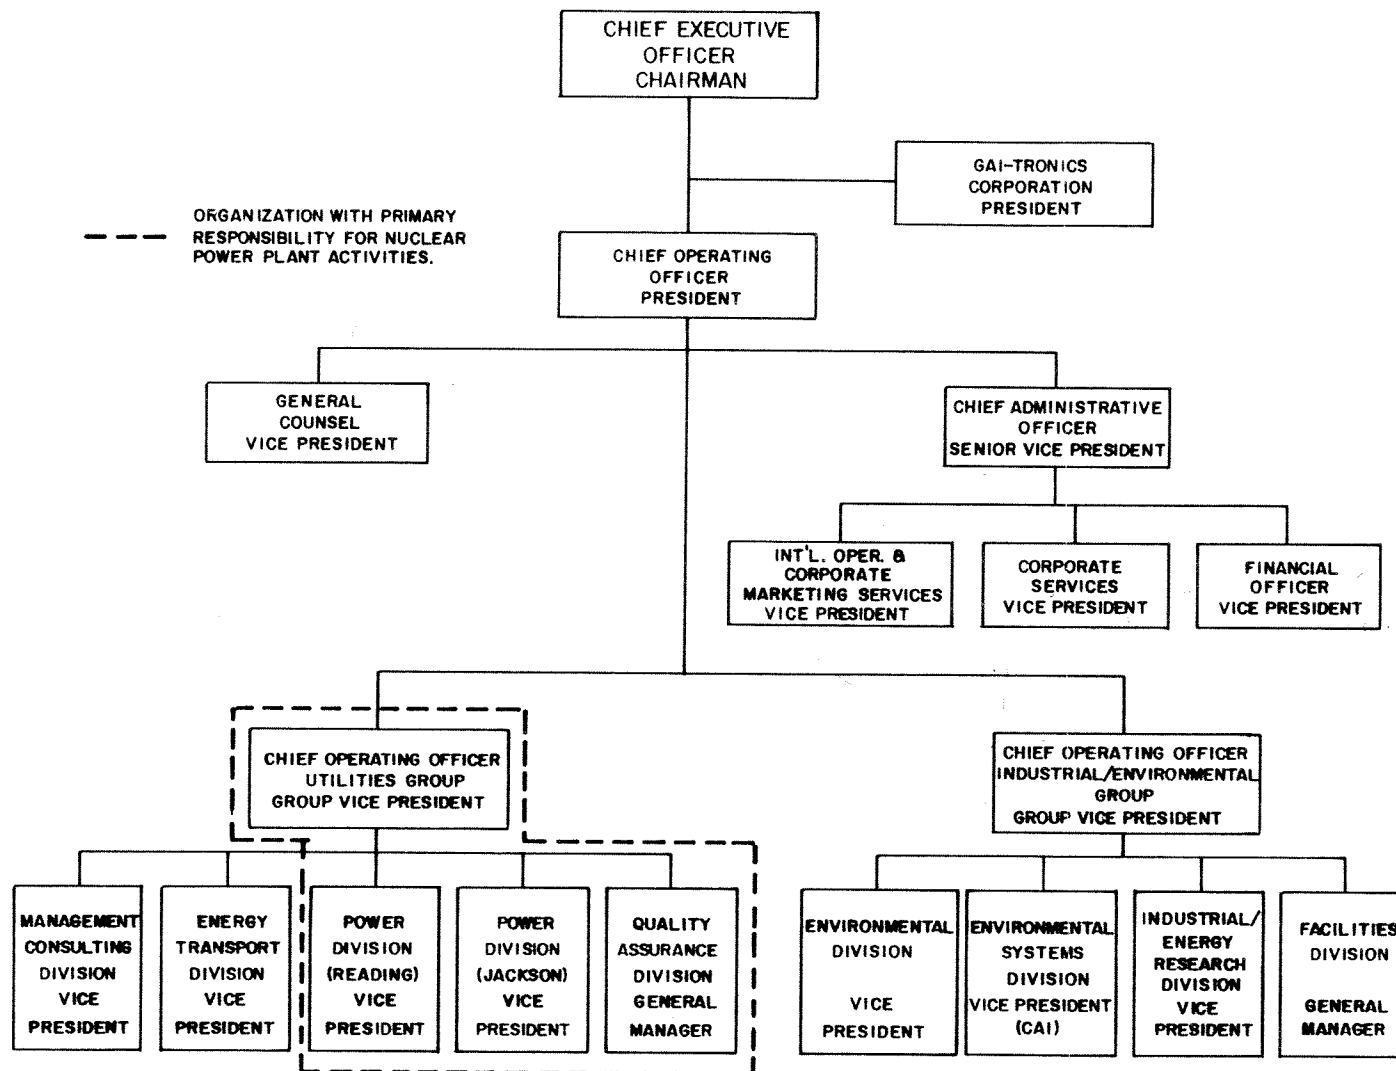 CHIEF EXECUTIVE
OFFICER
CHAIRMAN
GAI-TRONICS
CORPORATION
PRESIDENT
ORGANIZATION WITH PRIMARY
RESPONSIBILITY FOR NUCLEAR
POWER PLANT ACTIVITIES.
CHIEF OPERATING
OFFICER
PRESIDENT
GENERAL
COUNSEL
VICE PRESIDENT
CHIEF ADMINISTRATIVE
OFFICER
SENIOR VICE PRESIDENT
INT'L. OPER. &
CORPORATE
MARKETING SERVICES
VICE PRESIDENT
CORPORATE
SERVICES
VICE PRESIDENT
FINANCIAL
OFFICER
VICE PRESIDENT
CHIEF OPERATING OFFICER
UTILITIES GROUP
GROUP VICE PRESIDENT
CHIEF OPERATING OFFICER
INDUSTRIAL/ENVIRONMENTAL
GROUP
GROUP VICE PRESIDENT
MANAGEMENT
CONSULTING
DIVISION
VICE
PRESIDENT
ENERGY
TRANSPORT
DIVISION
VICE
PRESIDENT
POWER
DIVISION
(READING)
VICE
PRESIDENT
POWER
DIVISION
(JACKSON)
VICE
PRESIDENT
QUALITY
ASSURANCE
DIVISION
GENERAL
MANAGER
ENVIRONMENTAL
DIVISION
VICE
PRESIDENT
ENVIRONMENTAL
SYSTEMS
DIVISION
VICE PRESIDENT
(CAI)
INDUSTRIAL/
ENERGY
RESEARCH
DIVISION
VICE
PRESIDENT
FACILITIES
DIVISION
GENERAL
MANAGER